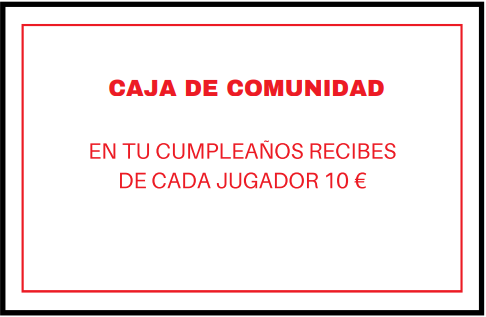 CAJA DE COMUNIDAD
EN TU CUMPLEAÑOS RECIBES
DE CADA JUGADOR 10 €